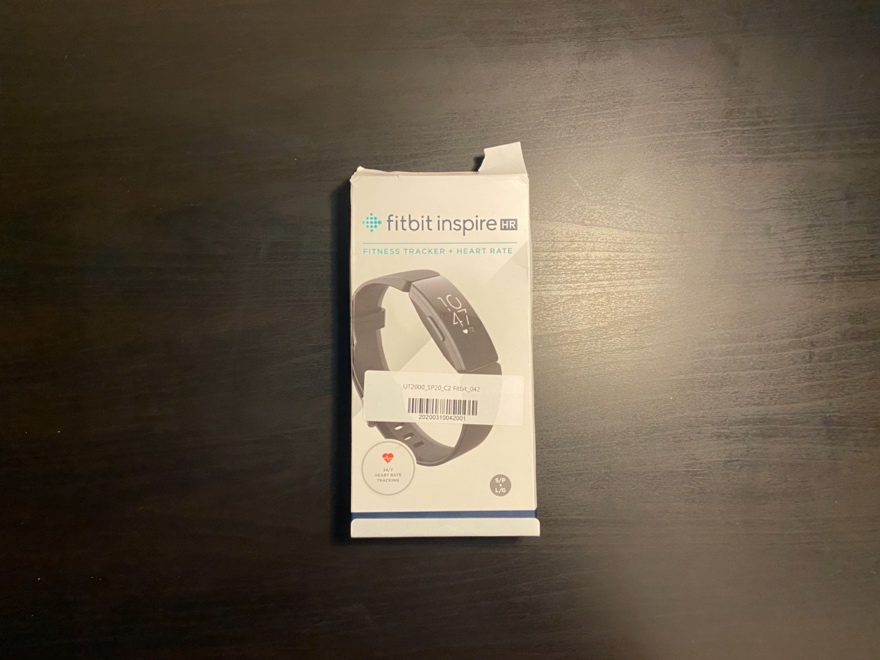 fitbit inspire HR
FITNESS TRACKER + HEART RATE
10
47
UT2000_SP20_C2 Fitbit_042
20200310042001
24/7
HEART RATE
TRACKING
S/P
+
L/G